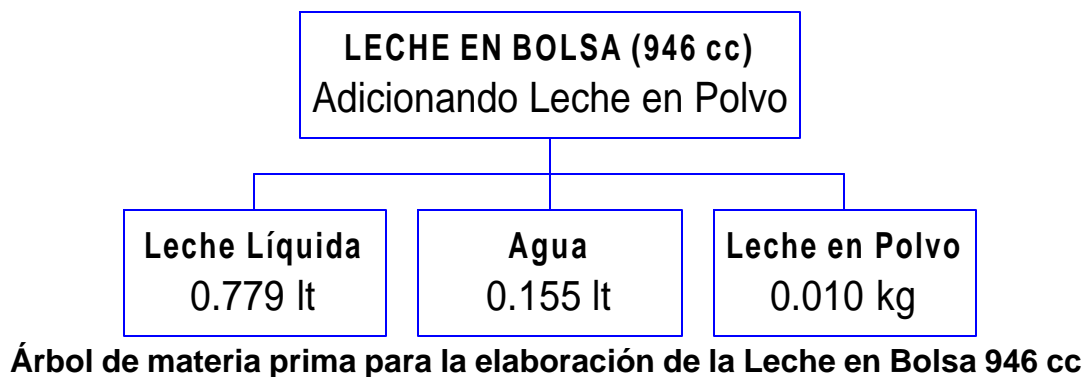 LECHE EN BOLSA (946 cc)
Adicionando Leche en Polvo
Leche Líquida
0.779 lt
Agua
0.155 lt
Leche en Polvo
0.010 kg
Árbol de materia prima para la elaboración de la Leche en Bolsa 946 cc